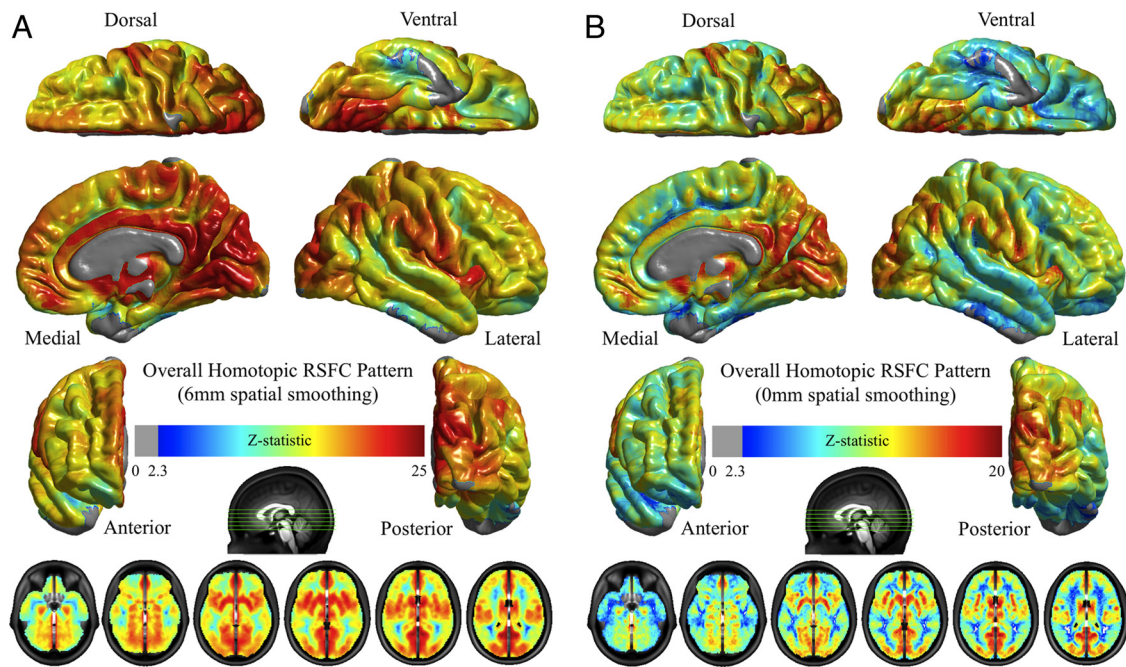 A
Dorsal
Ventral
Medial
Lateral
Overall Homotopic RSFC Pattern
(6mm spatial smoothing)
Z-statistic
0
2.3
25
Anterior
Posterior
B
Dorsal
Ventral
Medial
Lateral
Overall Homotopic RSFC Pattern
(0mm spatial smoothing)
Z-statistic
0
2.3
20
Anterior
Posterior